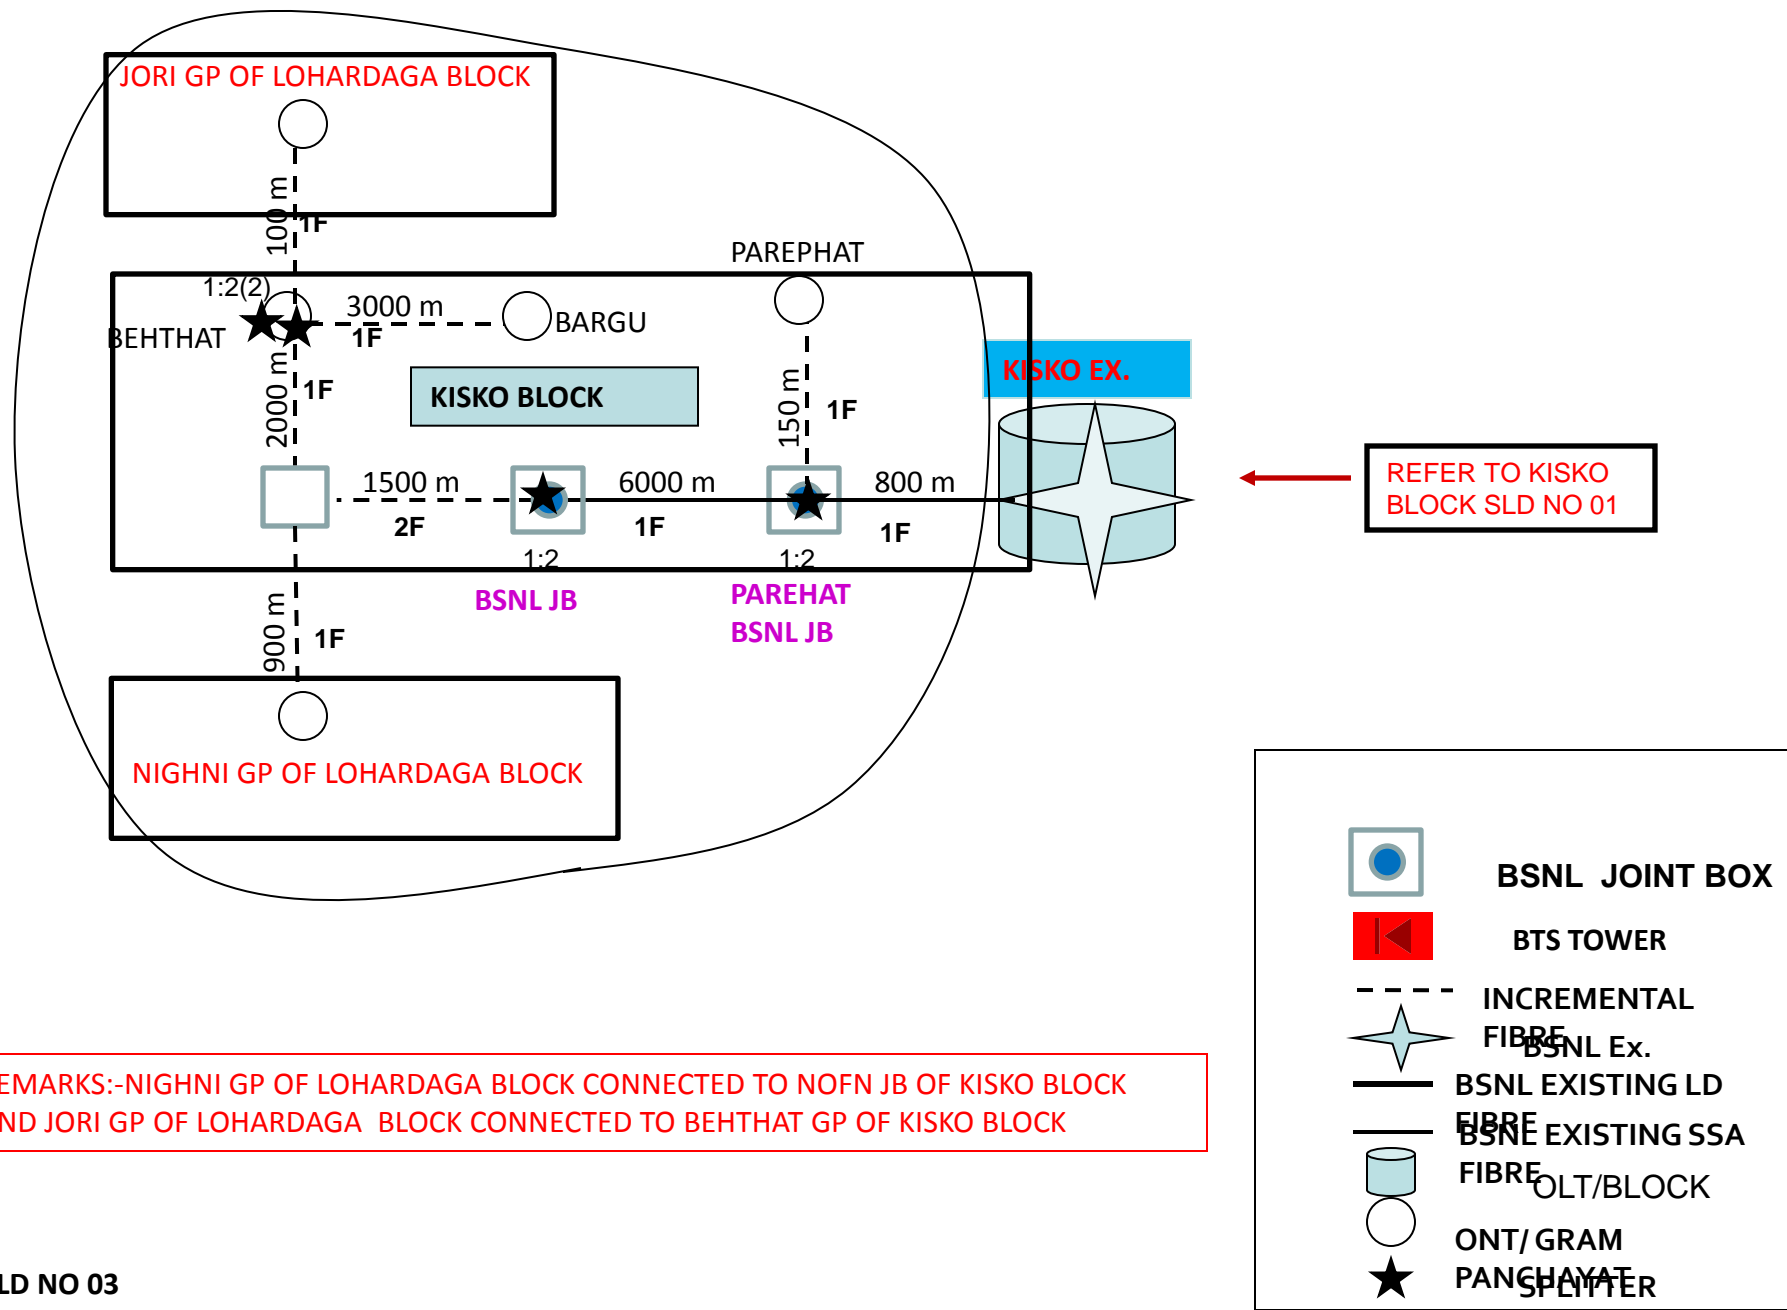 JORI GP OF LOHARDAGA BLOCK
100 m
1F
PAREPHAT
1:2(2)
3000 m
BARGU
BEHTHAT
1F
2000 m
1F
KISKO BLOCK
150 m
1F
KISKO EX.
1500 m
6000 m
800 m
2F
1F
1F
REFER TO KISKO
BLOCK SLD NO 01
1:2
1:2
BSNL JB
PAREHAT
BSNL JB
900 m
1F
NIGHNI GP OF LOHARDAGA BLOCK
BSNL JOINT BOX
BTS TOWER
INCREMENTAL
FIBRE
BSNL Ex.
BSNL EXISTING LD
FIBRE
BSNL EXISTING SSA
FIBRE
OLT/BLOCK
ONT/ GRAM
PANCHAYAT
SPLITTER
EMARKS:-NIGHNI GP OF LOHARDAGA BLOCK CONNECTED TO NOFN JB OF KISKO BLOCK
ND JORI GP OF LOHARDAGA BLOCK CONNECTED TO BEHTHAT GP OF KISKO BLOCK
LD NO 03